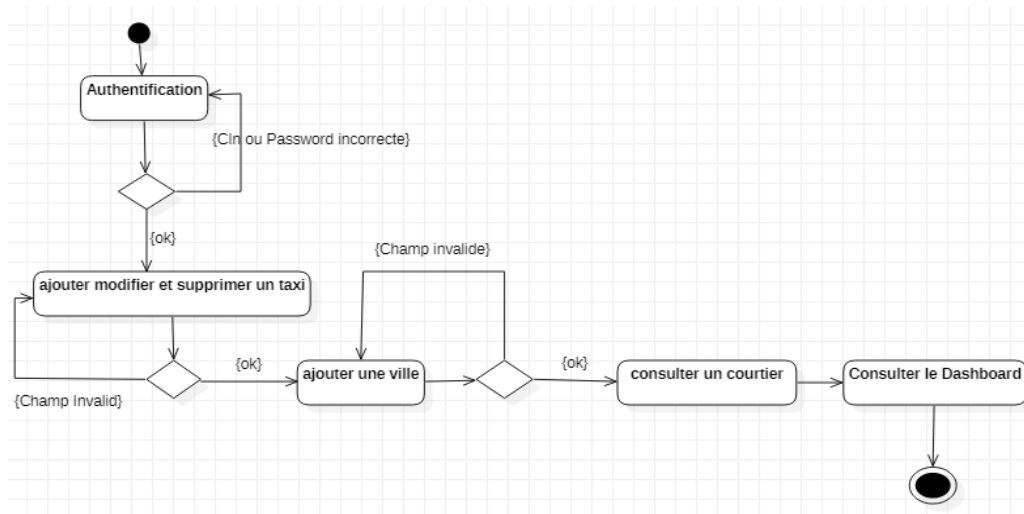 Authentification
{CIn ou Password incorrecte}
{ok}
{Champ invalide}
ajouter modifier et supprimer un taxi
{ok}
{ok}
ajouter une ville
consulter un courtier
Consulter le Dashboard
{Champ Invalid}